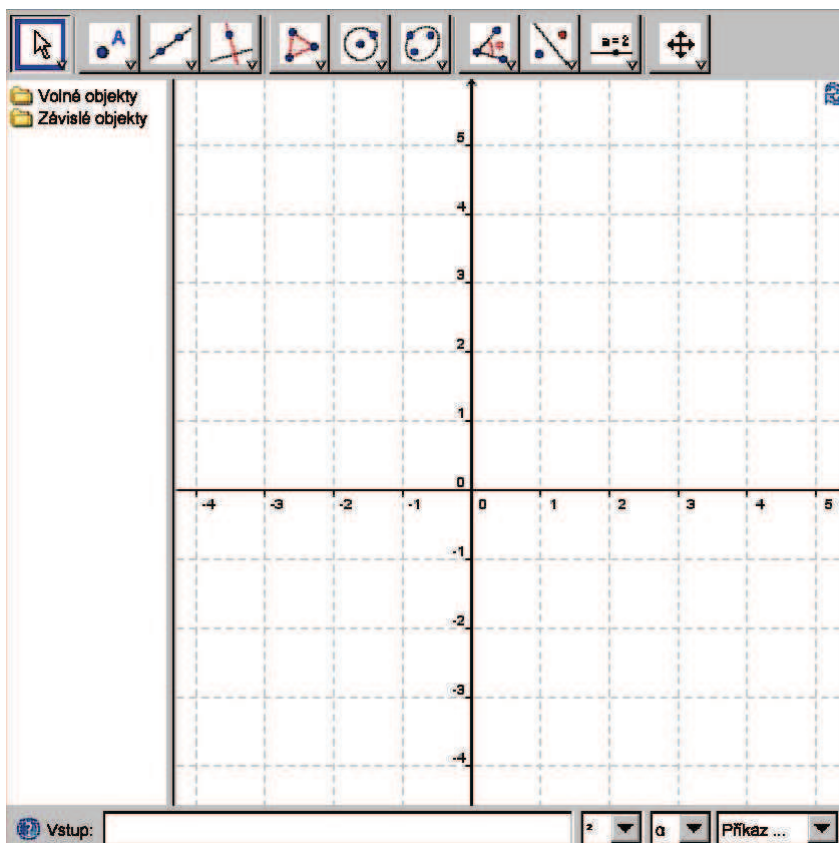 A
a=2
Volné objekty
Závislé objekty
5
4
3
2
1
0
-4 -3 -2 -1 0 1 2 3 4 5
-1
-2
-3
-4
Vstup: ² α Příkaz ...